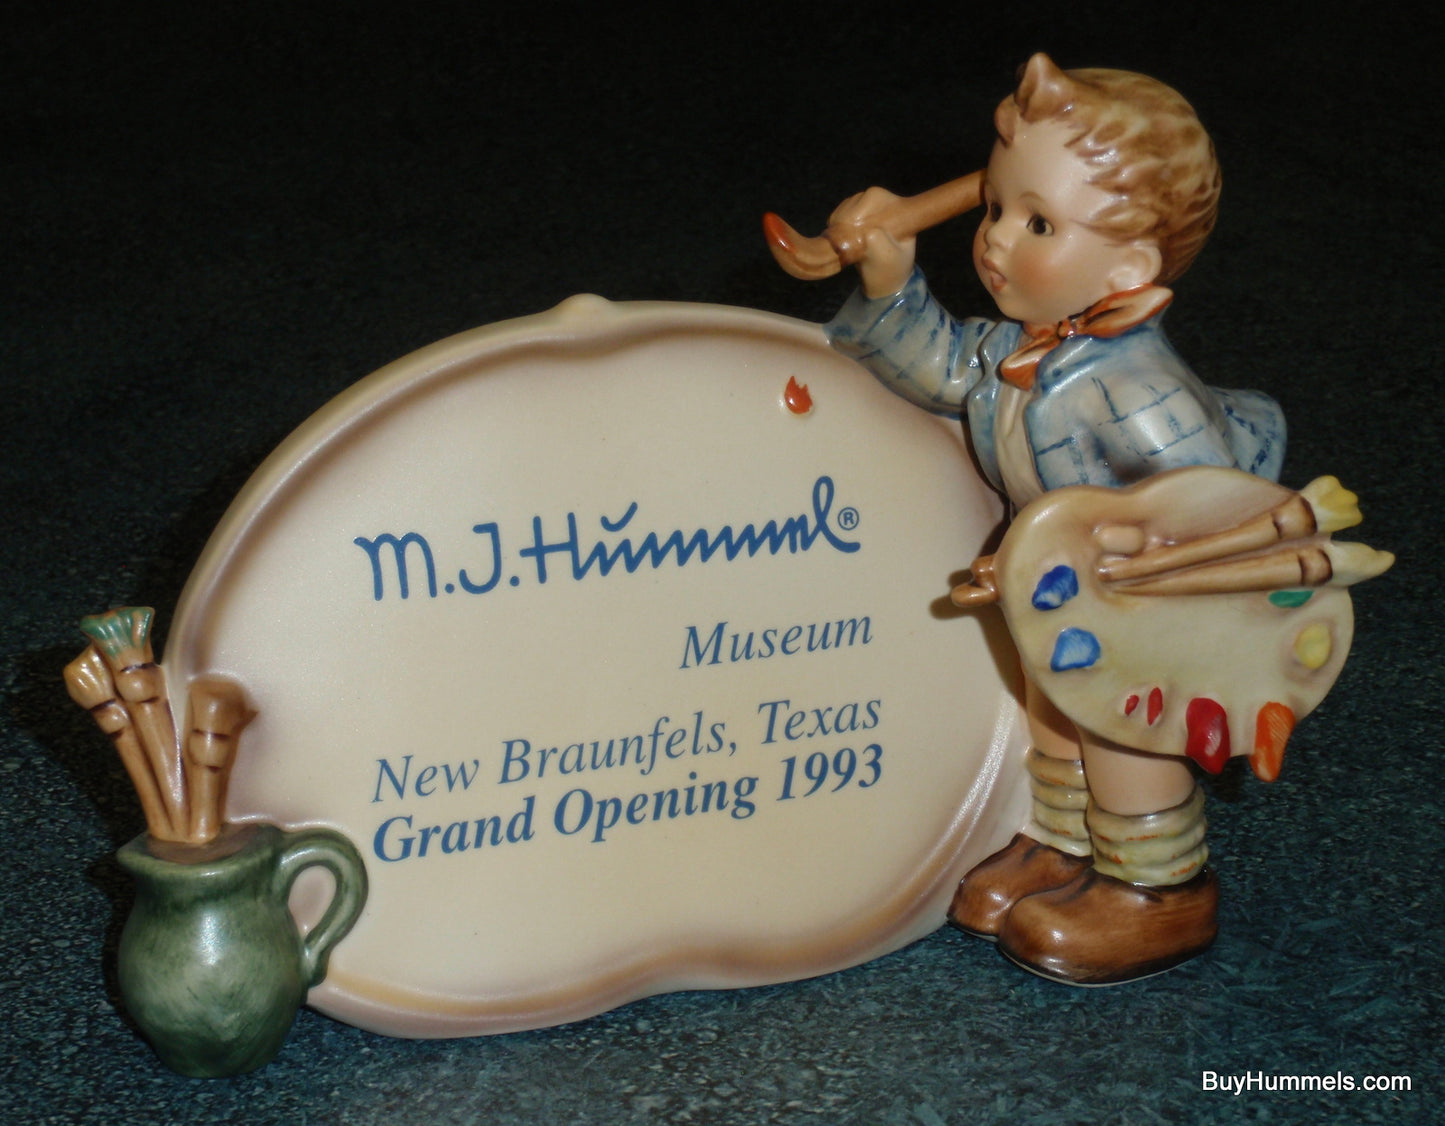 M.J. Hummel®
Museum
New Braunfels, Texas
Grand Opening 1993
BuyHummels.com